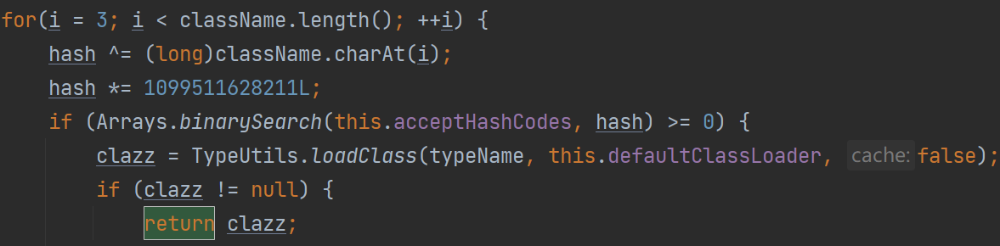 for(i = 3; i < className.length(); ++i) {
    hash ^= (long)className.charAt(i);
    hash *= 1099511628211L;
    if (Arrays.binarySearch(this.acceptHashCodes, hash) >= 0) {
        clazz = TypeUtils.loadClass(typeName, this.defaultClassLoader, cache: false);
        if (clazz != null) {
            return clazz;